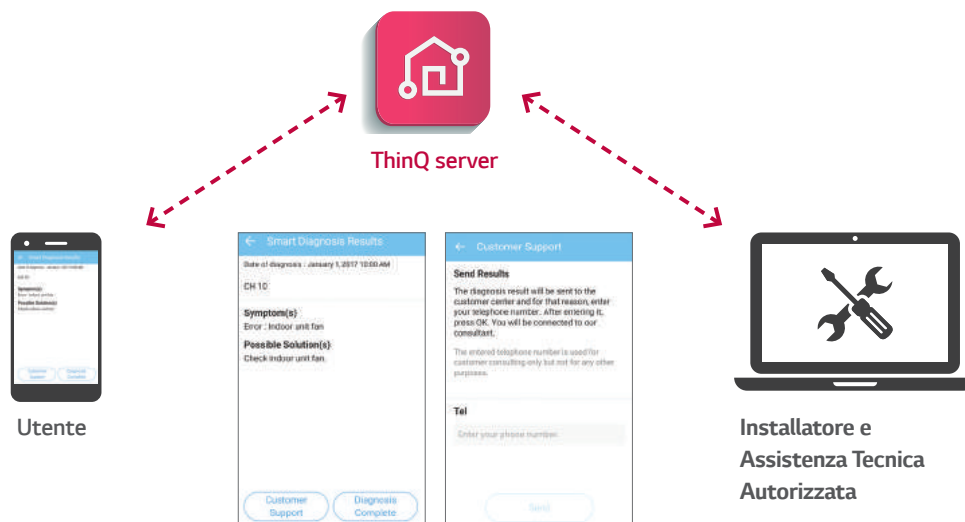 ThinQ server
Smart Diagnosis Results
Date of diagnosis : January 1, 2017 10:00 AM
CH 10
Symptom(s)
Error : Indoor unit fan
Possible Solution(s)
Check indoor unit fan
Customer Support
Diagnosis Complete
Customer Support
Send Results
The diagnosis result will be sent to the
customer center and for that reason, enter
your telephone number. After entering it,
press OK. You will be connected to our
consultant.
The entered telephone number is used for
customer consulting only but not for any other
purposes.
Tel
Enter your phone number.
Send
Utente
Installatore e
Assistenza Tecnica
Autorizzata